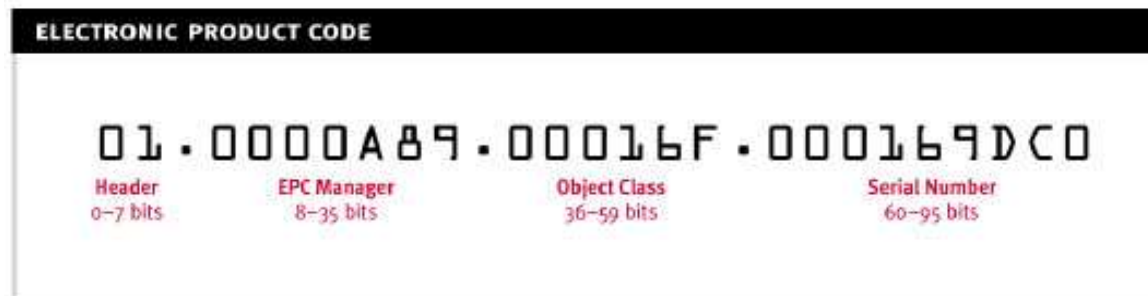 ELECTRONIC PRODUCT CODE
01.0000A89.00016F.000169DC0
Header EPC Manager Object Class Serial Number
0–7 bits 8–35 bits 36–59 bits 60–95 bits